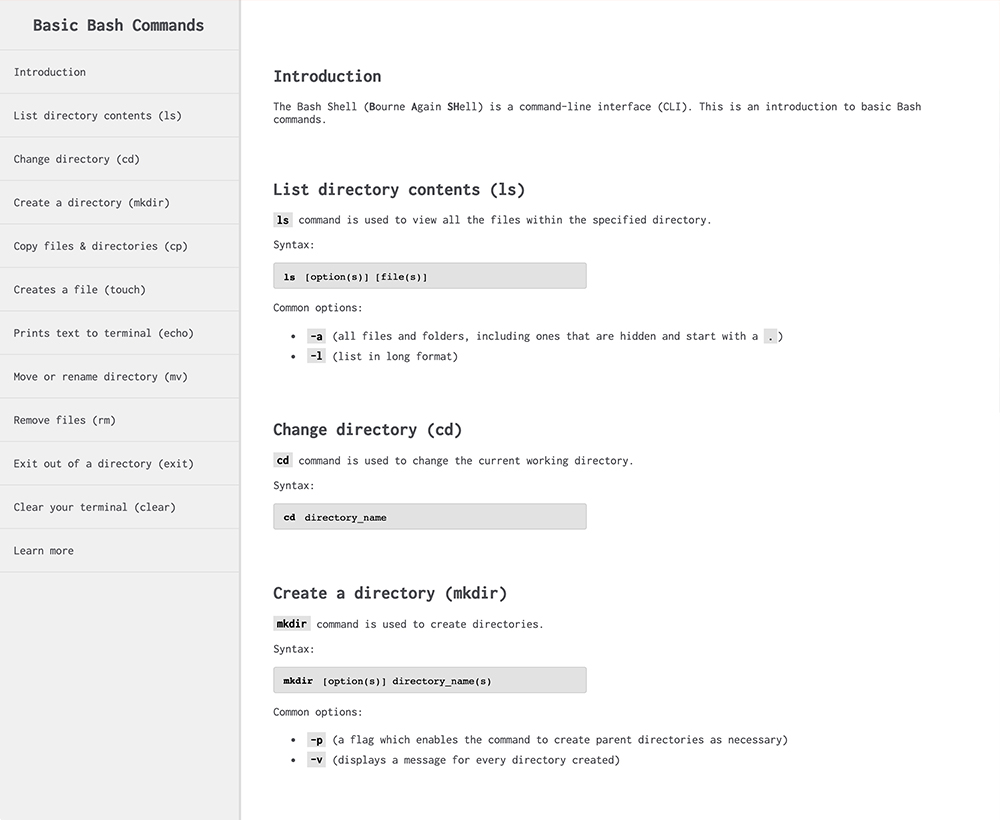 Basic Bash Commands
Introduction
List directory contents (ls)
Change directory (cd)
Create a directory (mkdir)
Copy files & directories (cp)
Creates a file (touch)
Prints text to terminal (echo)
Move or rename directory (mv)
Remove files (rm)
Exit out of a directory (exit)
Clear your terminal (clear)
Learn more
Introduction
The Bash Shell (Bourne Again SHell) is a command-line interface (CLI). This is an introduction to basic Bash
commands.
List directory contents (ls)
ls command is used to view all the files within the specified directory.
Syntax:
ls [option(s)] [file(s)]
Common options:
• -a (all files and folders, including ones that are hidden and start with a . )
• -l (list in long format)
Change directory (cd)
cd command is used to change the current working directory.
Syntax:
cd directory_name
Create a directory (mkdir)
mkdir command is used to create directories.
Syntax:
mkdir [option(s)] directory_name(s)
Common options:
• -p (a flag which enables the command to create parent directories as necessary)
• -v (displays a message for every directory created)